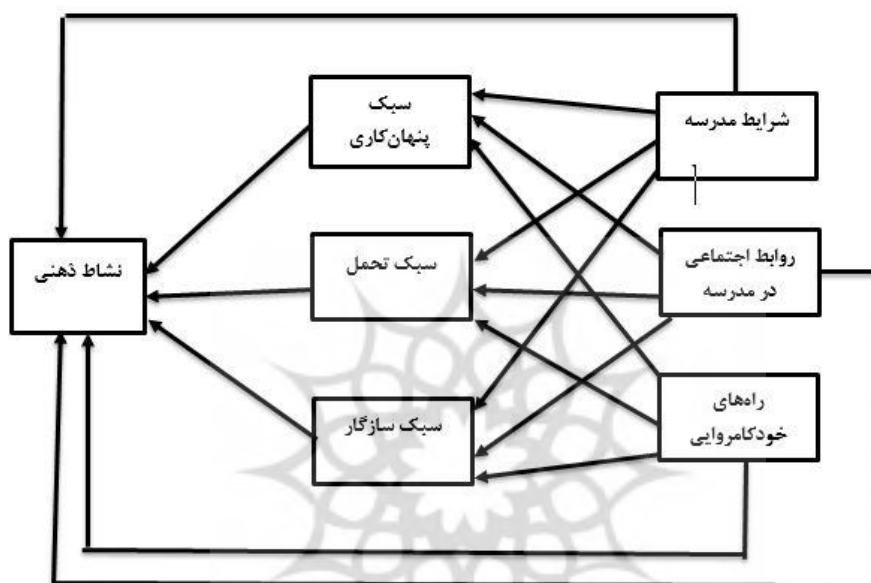 شرایط مدرسه
روابط اجتماعی
در مدرسه
راه‌های
خودکامروایی
سبک
پنهان‌کاری
سبک تحمل
سبک سازگار
نشاط ذهنی